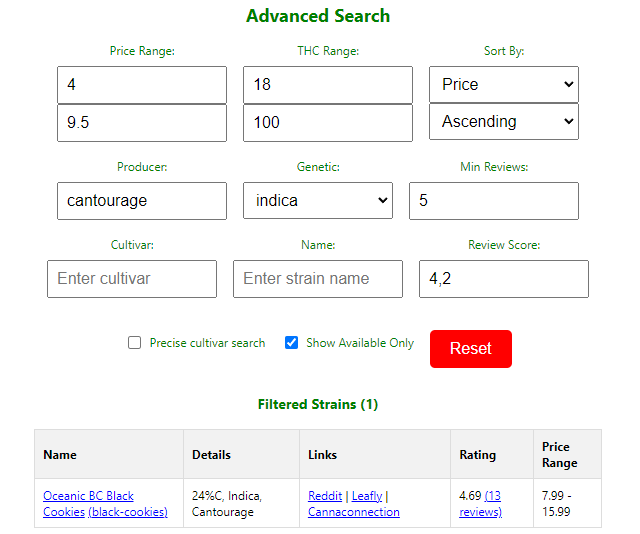 Advanced Search
Price Range: THC Range: Sort By:
4 18 Price
9.5 100 Ascending
Producer: Genetic: Min Reviews:
cantourage indica 5
Cultivar: Name: Review Score:
Enter cultivar Enter strain name 4,2
Precise cultivar search Show Available Only Reset
Filtered Strains (1)
Name Details Links Rating Price Range
Oceanic BC Black Cookies (black-cookies) 24%C, Indica, Cantourage Reddit | Leafly | Cannaconnection 4.69 (13 reviews) 7.99 - 15.99